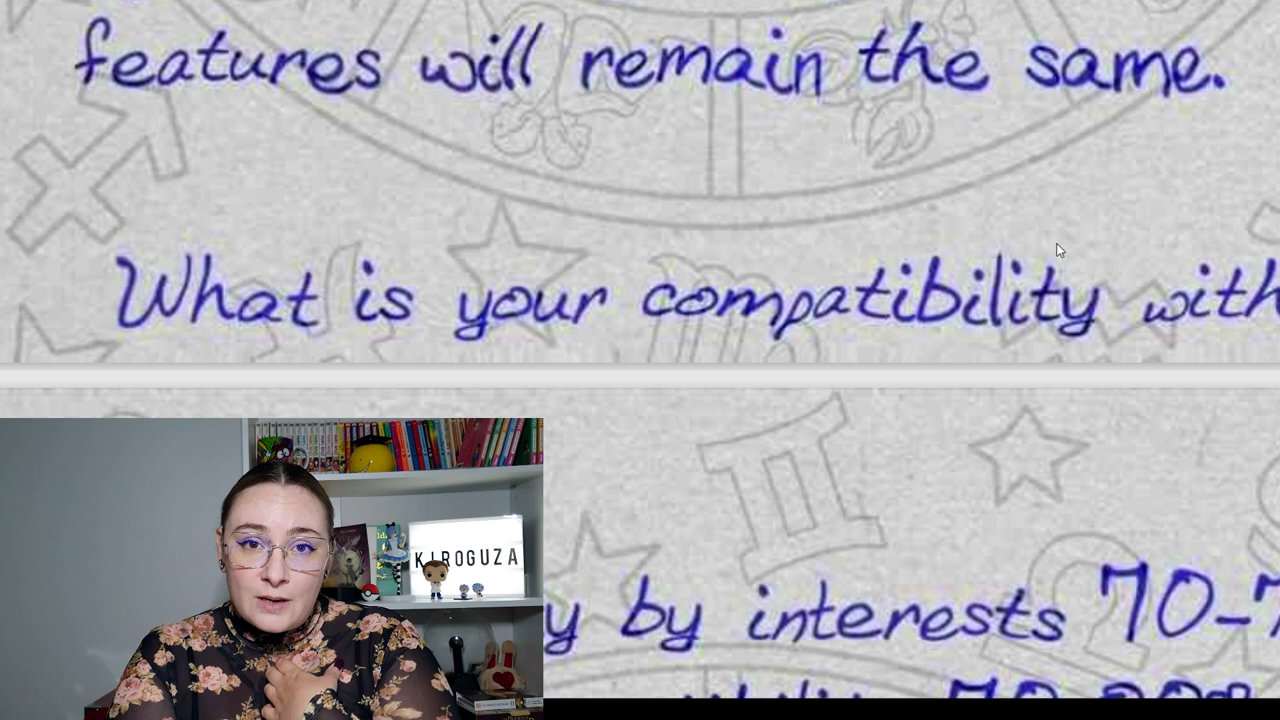 features will remain the same.
What is your compatibility with
KIROGUZA
y by interests 70-7